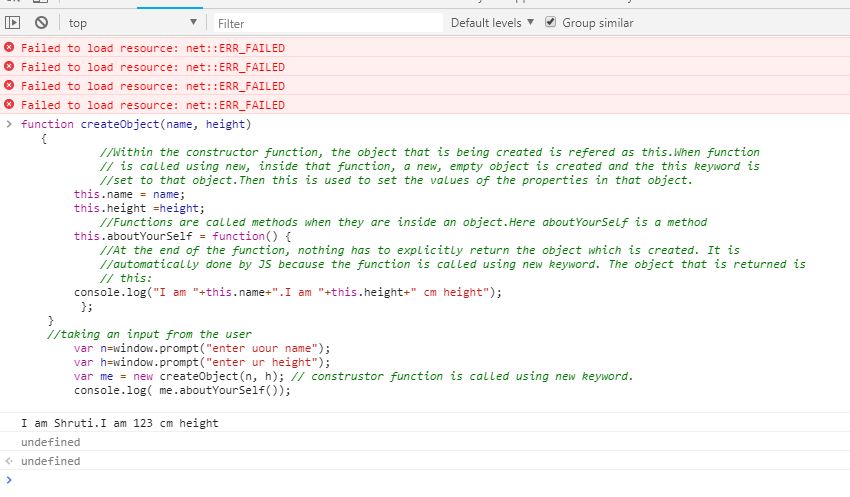 top
Filter
Default levels
Group similar
Failed to load resource: net::ERR_FAILED
Failed to load resource: net::ERR_FAILED
Failed to load resource: net::ERR_FAILED
Failed to load resource: net::ERR_FAILED
function createObject(name, height)
{
//Within the constructor function, the object that is being created is refered as this.When function
// is called using new, inside that function, a new, empty object is created and the this keyword is
//set to that object.Then this is used to set the values of the properties in that object.
this.name = name;
this.height =height;
//Functions are called methods when they are inside an object.Here aboutYourSelf is a method
this.aboutYourSelf = function() {
//At the end of the function, nothing has to explicitly return the object which is created. It is
//automatically done by JS because the function is called using new keyword. The object that is returned is
// this:
console.log("I am "+this.name+".I am "+this.height+" cm height");
};
}
//taking an input from the user
var n=window.prompt("enter uour name");
var h=window.prompt("enter ur height");
var me = new createObject(n, h); // construstor function is called using new keyword.
console.log( me.aboutYourSelf());
I am Shruti.I am 123 cm height
undefined
undefined